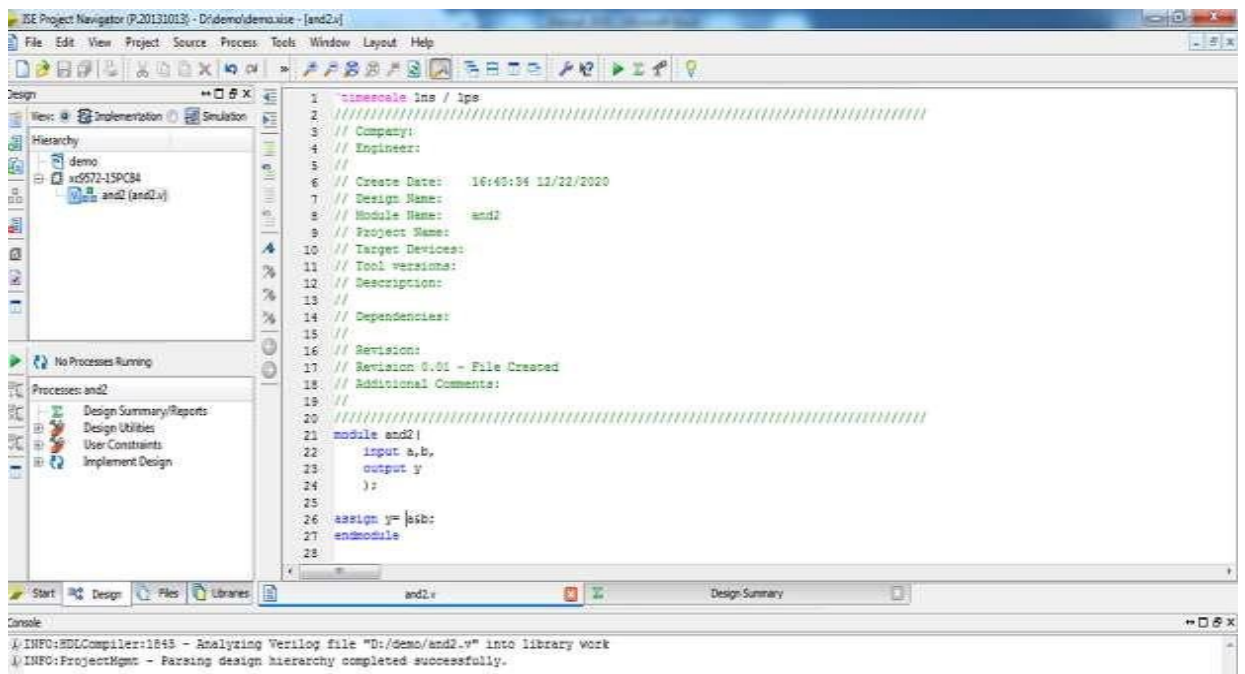 ISE Project Navigator (P.20131013) - D:\demo\demo.xise - [and2.v]
File Edit View Project Source Process Tools Window Layout Help
Design
View: Implementation Simulation
Hierarchy
demo
xc9572-15PC84
and2 (and2.v)
No Processes Running
Processes: and2
Design Summary/Reports
Design Utilities
User Constraints
Implement Design
Start Design Files Libraries
1 `timescale 1ns / 1ps
2 //////////////////////////////////////////////////////////////////////////////////
3 // Company:
4 // Engineer:
5 //
6 // Create Date: 16:45:34 12/22/2020
7 // Design Name:
8 // Module Name: and2
9 // Project Name:
10 // Target Devices:
11 // Tool versions:
12 // Description:
13 //
14 // Dependencies:
15 //
16 // Revision:
17 // Revision 0.01 - File Created
18 // Additional Comments:
19 //
20 //////////////////////////////////////////////////////////////////////////////////
21 module and2(
22 input a,b,
23 output y
24 );
25
26 assign y= a&b;
27 endmodule
28
and2.v Design Summary
Console
INFO:HDLCompiler:1845 - Analyzing Verilog file "D:/demo/and2.v" into library work
INFO:ProjectMgmt - Parsing design hierarchy completed successfully.